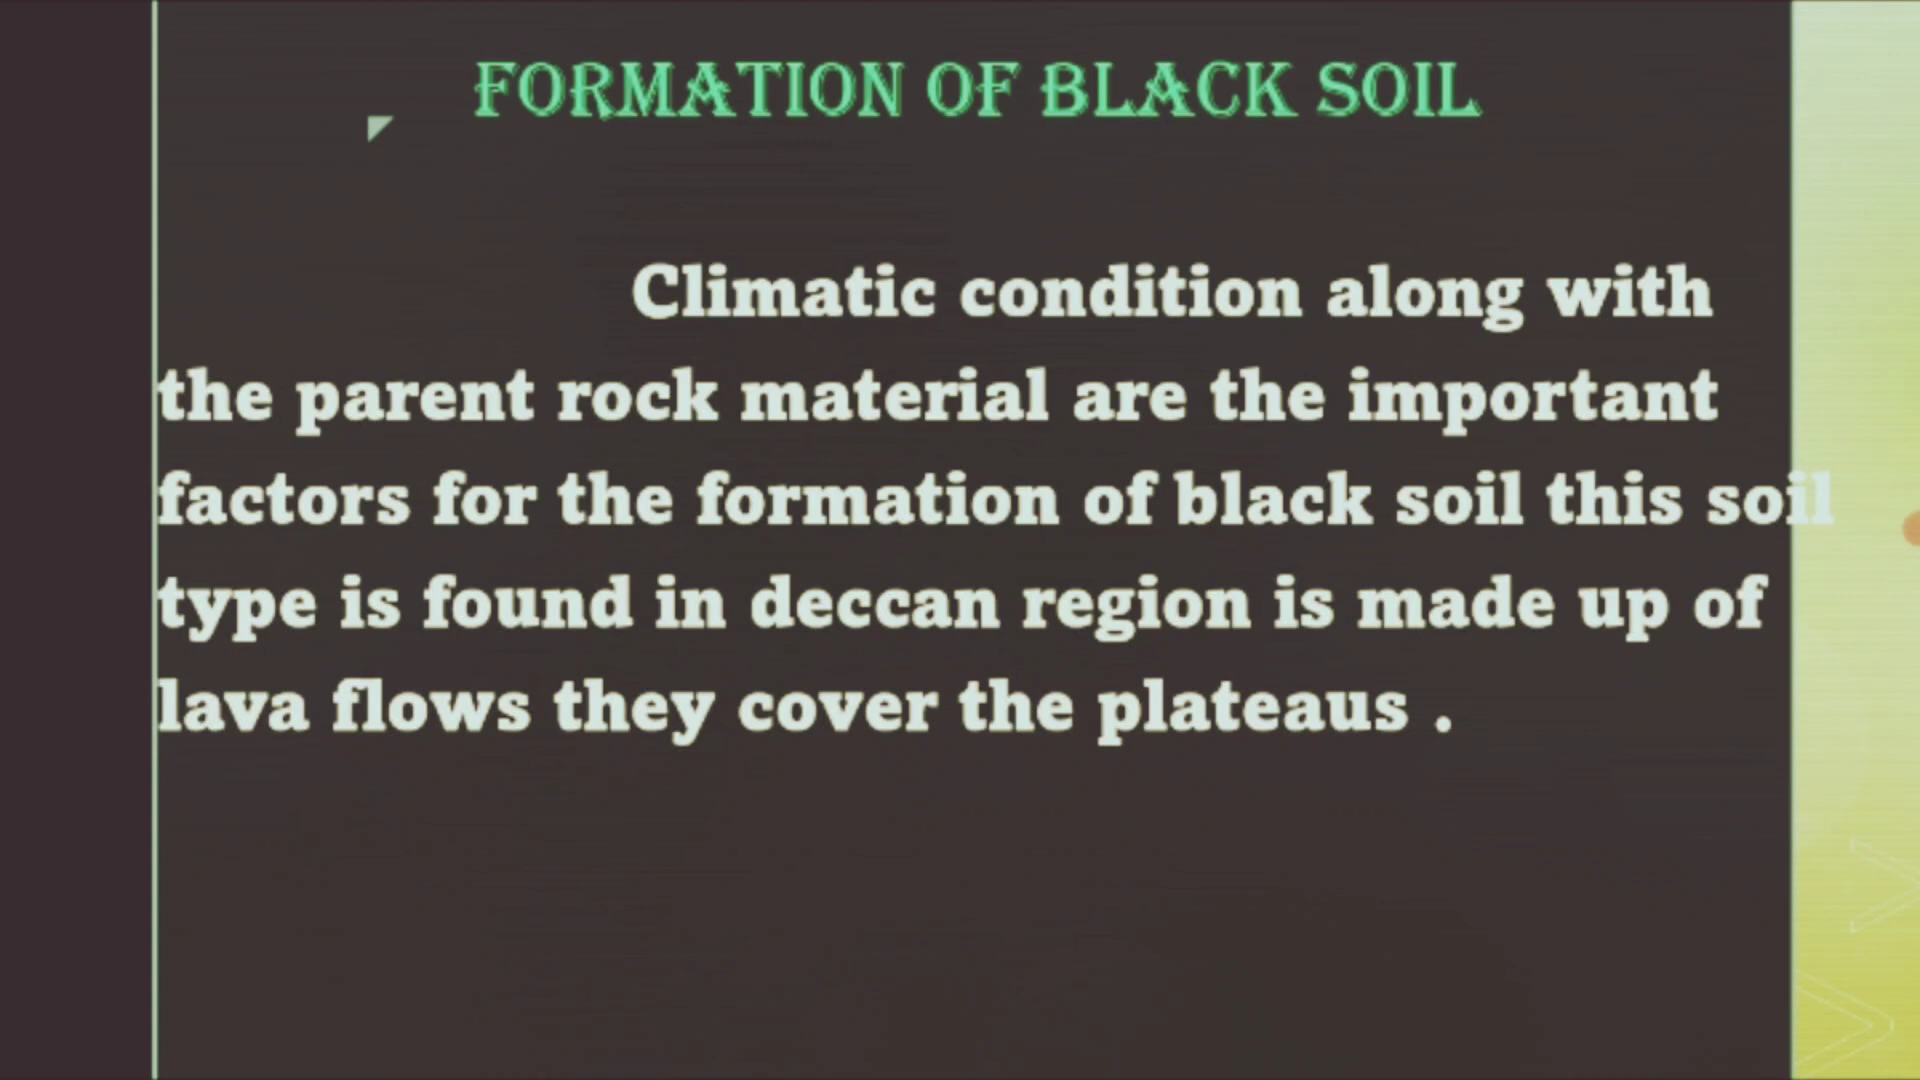 FORMATION OF BLACK SOIL
Climatic condition along with
the parent rock material are the important
factors for the formation of black soil this soil
type is found in deccan region is made up of
lava flows they cover the plateaus .